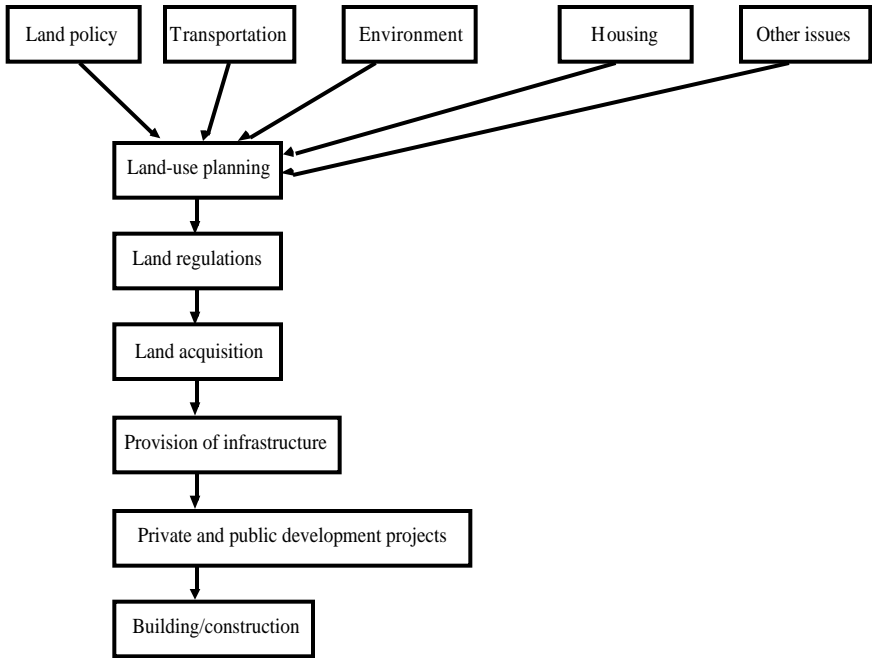 Land policy
Transportation
Environment
Housing
Other issues
Land-use planning
Land regulations
Land acquisition
Provision of infrastructure
Private and public development projects
Building/construction